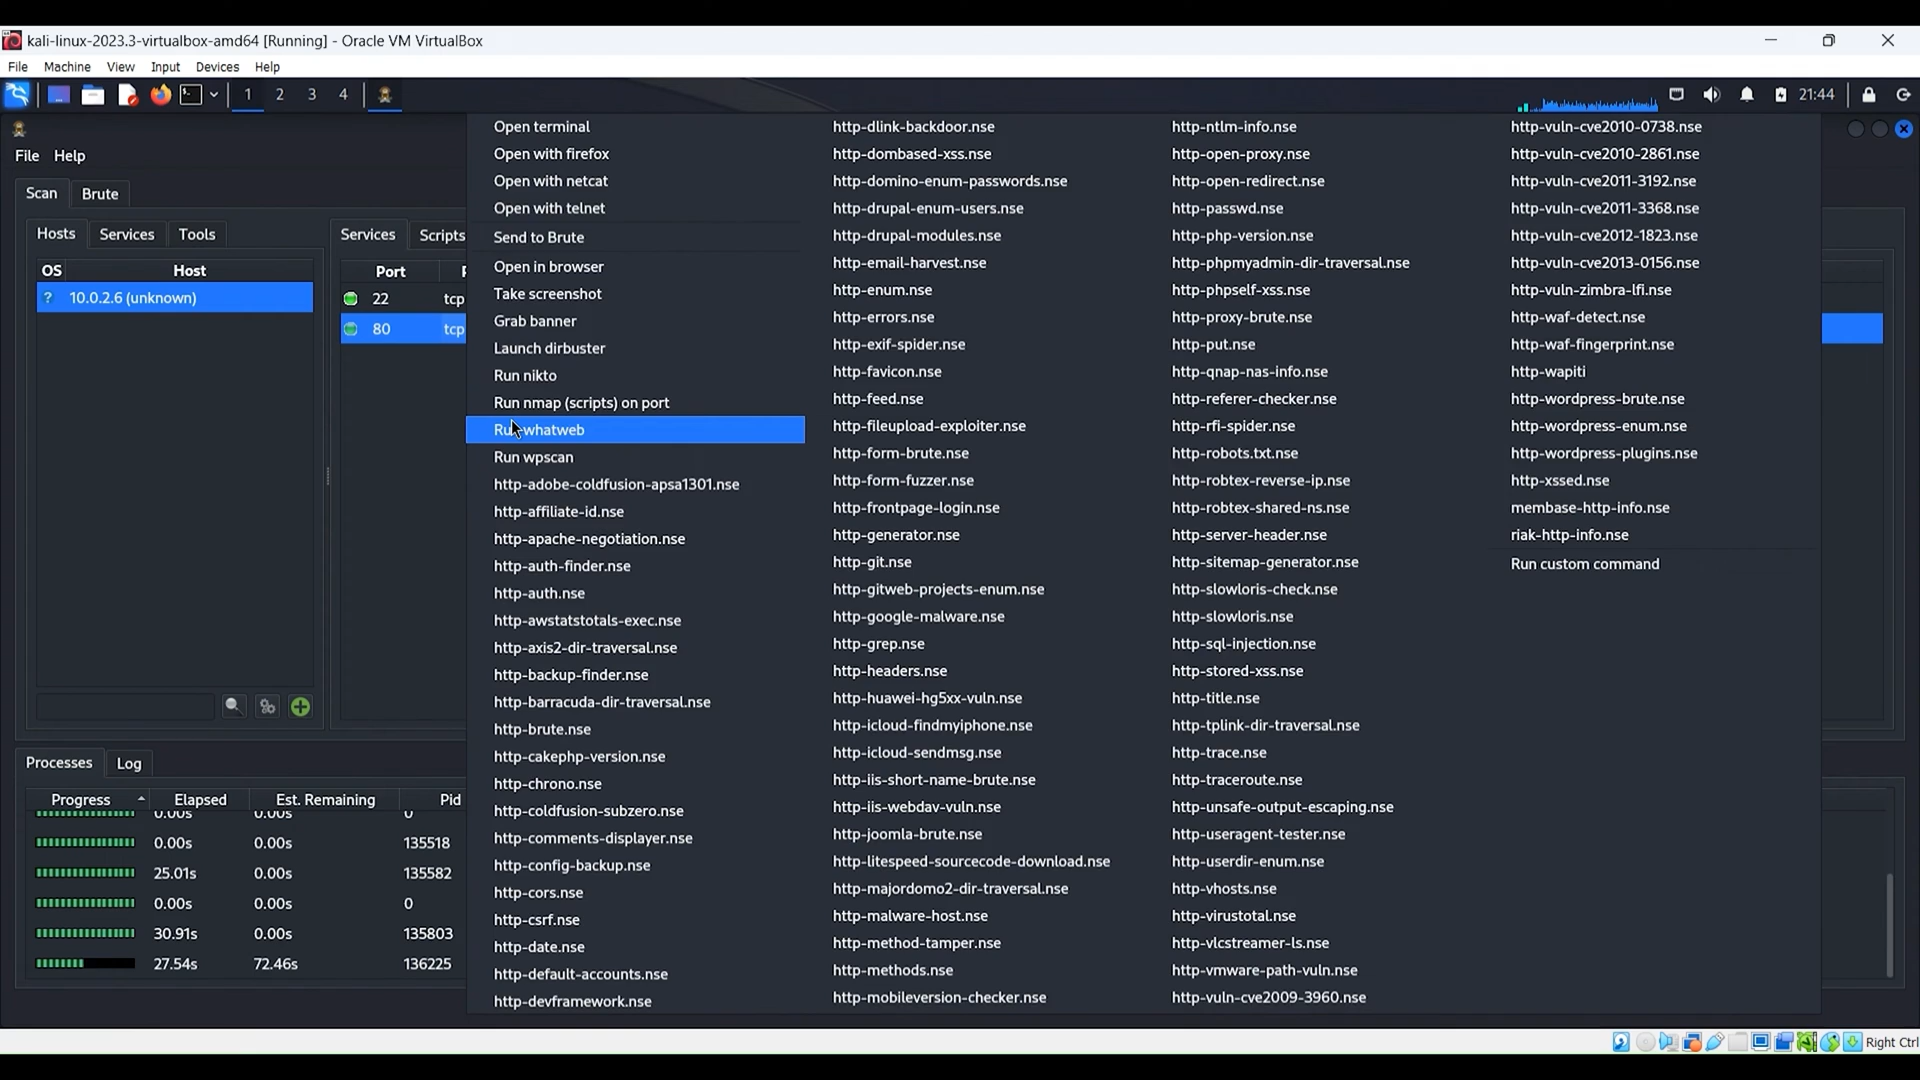 kali-linux-2023.3-virtualbox-amd64 [Running] - Oracle VM VirtualBox
File Machine View Input Devices Help
1 2 3 4 21:44
File Help
Scan Brute
Hosts Services Tools
OS Host
? 10.0.2.6 (unknown)
Services Scripts
Port
22 tcp
80 tcp
Open terminal
Open with firefox
Open with netcat
Open with telnet
Send to Brute
Open in browser
Take screenshot
Grab banner
Launch dirbuster
Run nikto
Run nmap (scripts) on port
Run whatweb
Run wpscan
http-adobe-coldfusion-apsa1301.nse
http-affiliate-id.nse
http-apache-negotiation.nse
http-auth-finder.nse
http-auth.nse
http-awstatstotals-exec.nse
http-axis2-dir-traversal.nse
http-backup-finder.nse
http-barracuda-dir-traversal.nse
http-brute.nse
http-cakephp-version.nse
http-chrono.nse
http-coldfusion-subzero.nse
http-comments-displayer.nse
http-config-backup.nse
http-cors.nse
http-csrf.nse
http-date.nse
http-default-accounts.nse
http-devframework.nse
http-dlink-backdoor.nse
http-dombased-xss.nse
http-domino-enum-passwords.nse
http-drupal-enum-users.nse
http-drupal-modules.nse
http-email-harvest.nse
http-enum.nse
http-errors.nse
http-exif-spider.nse
http-favicon.nse
http-feed.nse
http-fileupload-exploiter.nse
http-form-brute.nse
http-form-fuzzer.nse
http-frontpage-login.nse
http-generator.nse
http-git.nse
http-gitweb-projects-enum.nse
http-google-malware.nse
http-grep.nse
http-headers.nse
http-huawei-hg5xx-vuln.nse
http-icloud-findmyiphone.nse
http-icloud-sendmsg.nse
http-iis-short-name-brute.nse
http-iis-webdav-vuln.nse
http-joomla-brute.nse
http-litespeed-sourcecode-download.nse
http-majordomo2-dir-traversal.nse
http-malware-host.nse
http-method-tamper.nse
http-methods.nse
http-mobileversion-checker.nse
http-ntlm-info.nse
http-open-proxy.nse
http-open-redirect.nse
http-passwd.nse
http-php-version.nse
http-phpmyadmin-dir-traversal.nse
http-phpself-xss.nse
http-proxy-brute.nse
http-put.nse
http-qnap-nas-info.nse
http-referer-checker.nse
http-rfi-spider.nse
http-robots.txt.nse
http-robtex-reverse-ip.nse
http-robtex-shared-ns.nse
http-server-header.nse
http-sitemap-generator.nse
http-slowloris-check.nse
http-slowloris.nse
http-sql-injection.nse
http-stored-xss.nse
http-title.nse
http-tplink-dir-traversal.nse
http-trace.nse
http-traceroute.nse
http-unsafe-output-escaping.nse
http-useragent-tester.nse
http-userdir-enum.nse
http-vhosts.nse
http-virustotal.nse
http-vlcstreamer-ls.nse
http-vmware-path-vuln.nse
http-vuln-cve2009-3960.nse
http-vuln-cve2010-0738.nse
http-vuln-cve2010-2861.nse
http-vuln-cve2011-3192.nse
http-vuln-cve2011-3368.nse
http-vuln-cve2012-1823.nse
http-vuln-cve2013-0156.nse
http-vuln-zimbra-lfi.nse
http-waf-detect.nse
http-waf-fingerprint.nse
http-wapiti
http-wordpress-brute.nse
http-wordpress-enum.nse
http-wordpress-plugins.nse
http-xssed.nse
membase-http-info.nse
riak-http-info.nse
Run custom command
Processes Log
Progress Elapsed Est. Remaining Pid
0.00s 0.00s 0
0.00s 0.00s 135518
25.01s 0.00s 135582
0.00s 0.00s 0
30.91s 0.00s 135803
27.54s 72.46s 136225
Right Ctrl